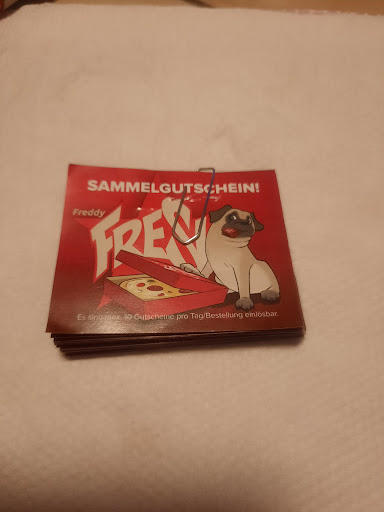 SAMMELGUTSCHEIN!
Freddy
FRESH
Es sind max. 10 Gutscheine pro Tag/Bestellung einlösbar.